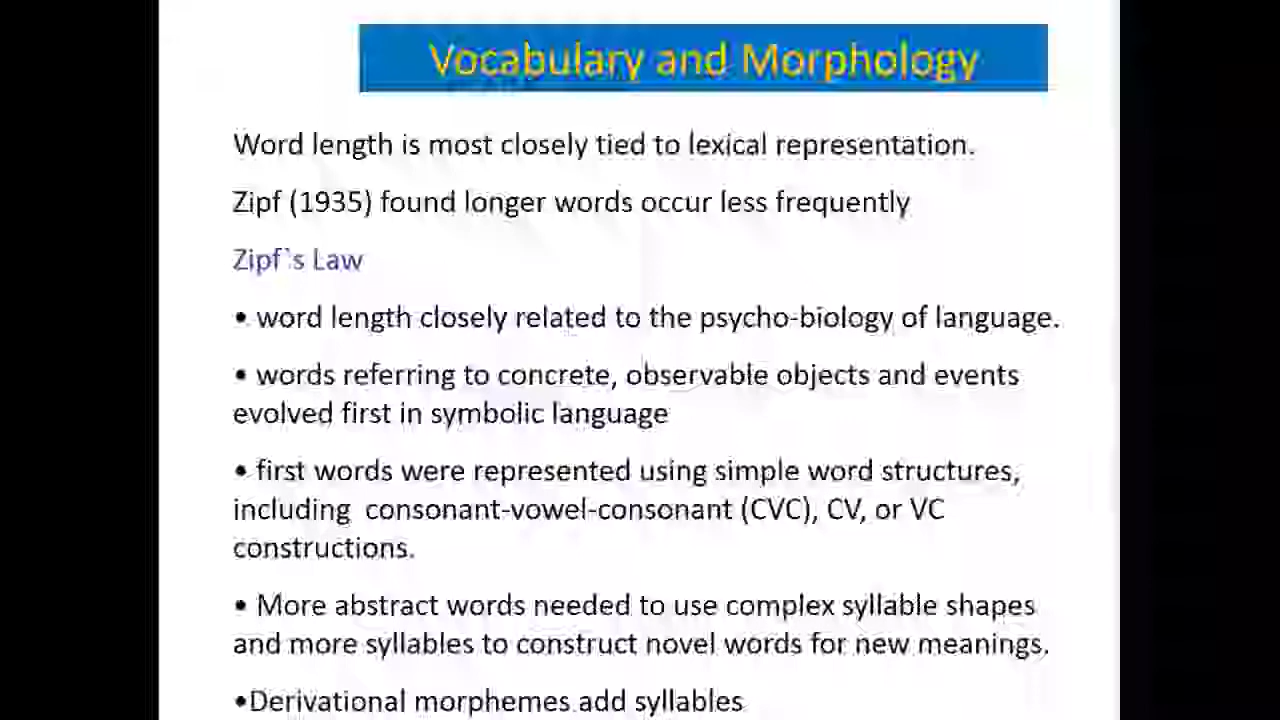 Vocabulary and Morphology
Word length is most closely tied to lexical representation.
Zipf (1935) found longer words occur less frequently
Zipf`s Law
• word length closely related to the psycho-biology of language.
• words referring to concrete, observable objects and events
evolved first in symbolic language
• first words were represented using simple word structures,
including  consonant-vowel-consonant (CVC), CV, or VC
constructions.
• More abstract words needed to use complex syllable shapes
and more syllables to construct novel words for new meanings.
•Derivational morphemes add syllables